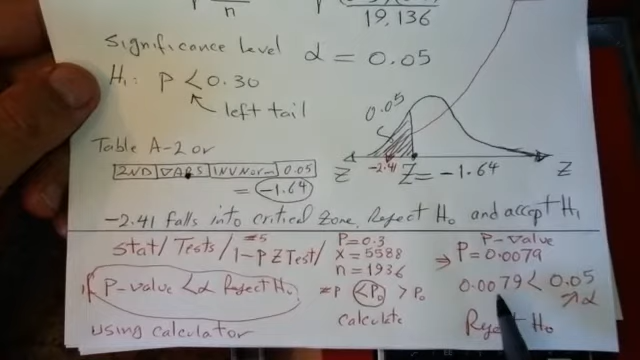 n
19,136
Significance level α = 0.05
H₁: P < 0.30
left tail
0.05
Table A-2 or
2ND VARS INVNorm 0.05
= -1.64
Z -2.41 Z = -1.64 Z
-2.41 falls into critical zone. Reject H₀ and accept H₁
Stat/Tests/ 1-PZTest/
=5
P=0.3
x=5588
n=1936
P-value
⇒ P=0.0079
if P-value < α Reject H₀
≠P <P₀ >P₀
0.0079 < 0.05
↗α
using calculator
Calculate
Reject H₀